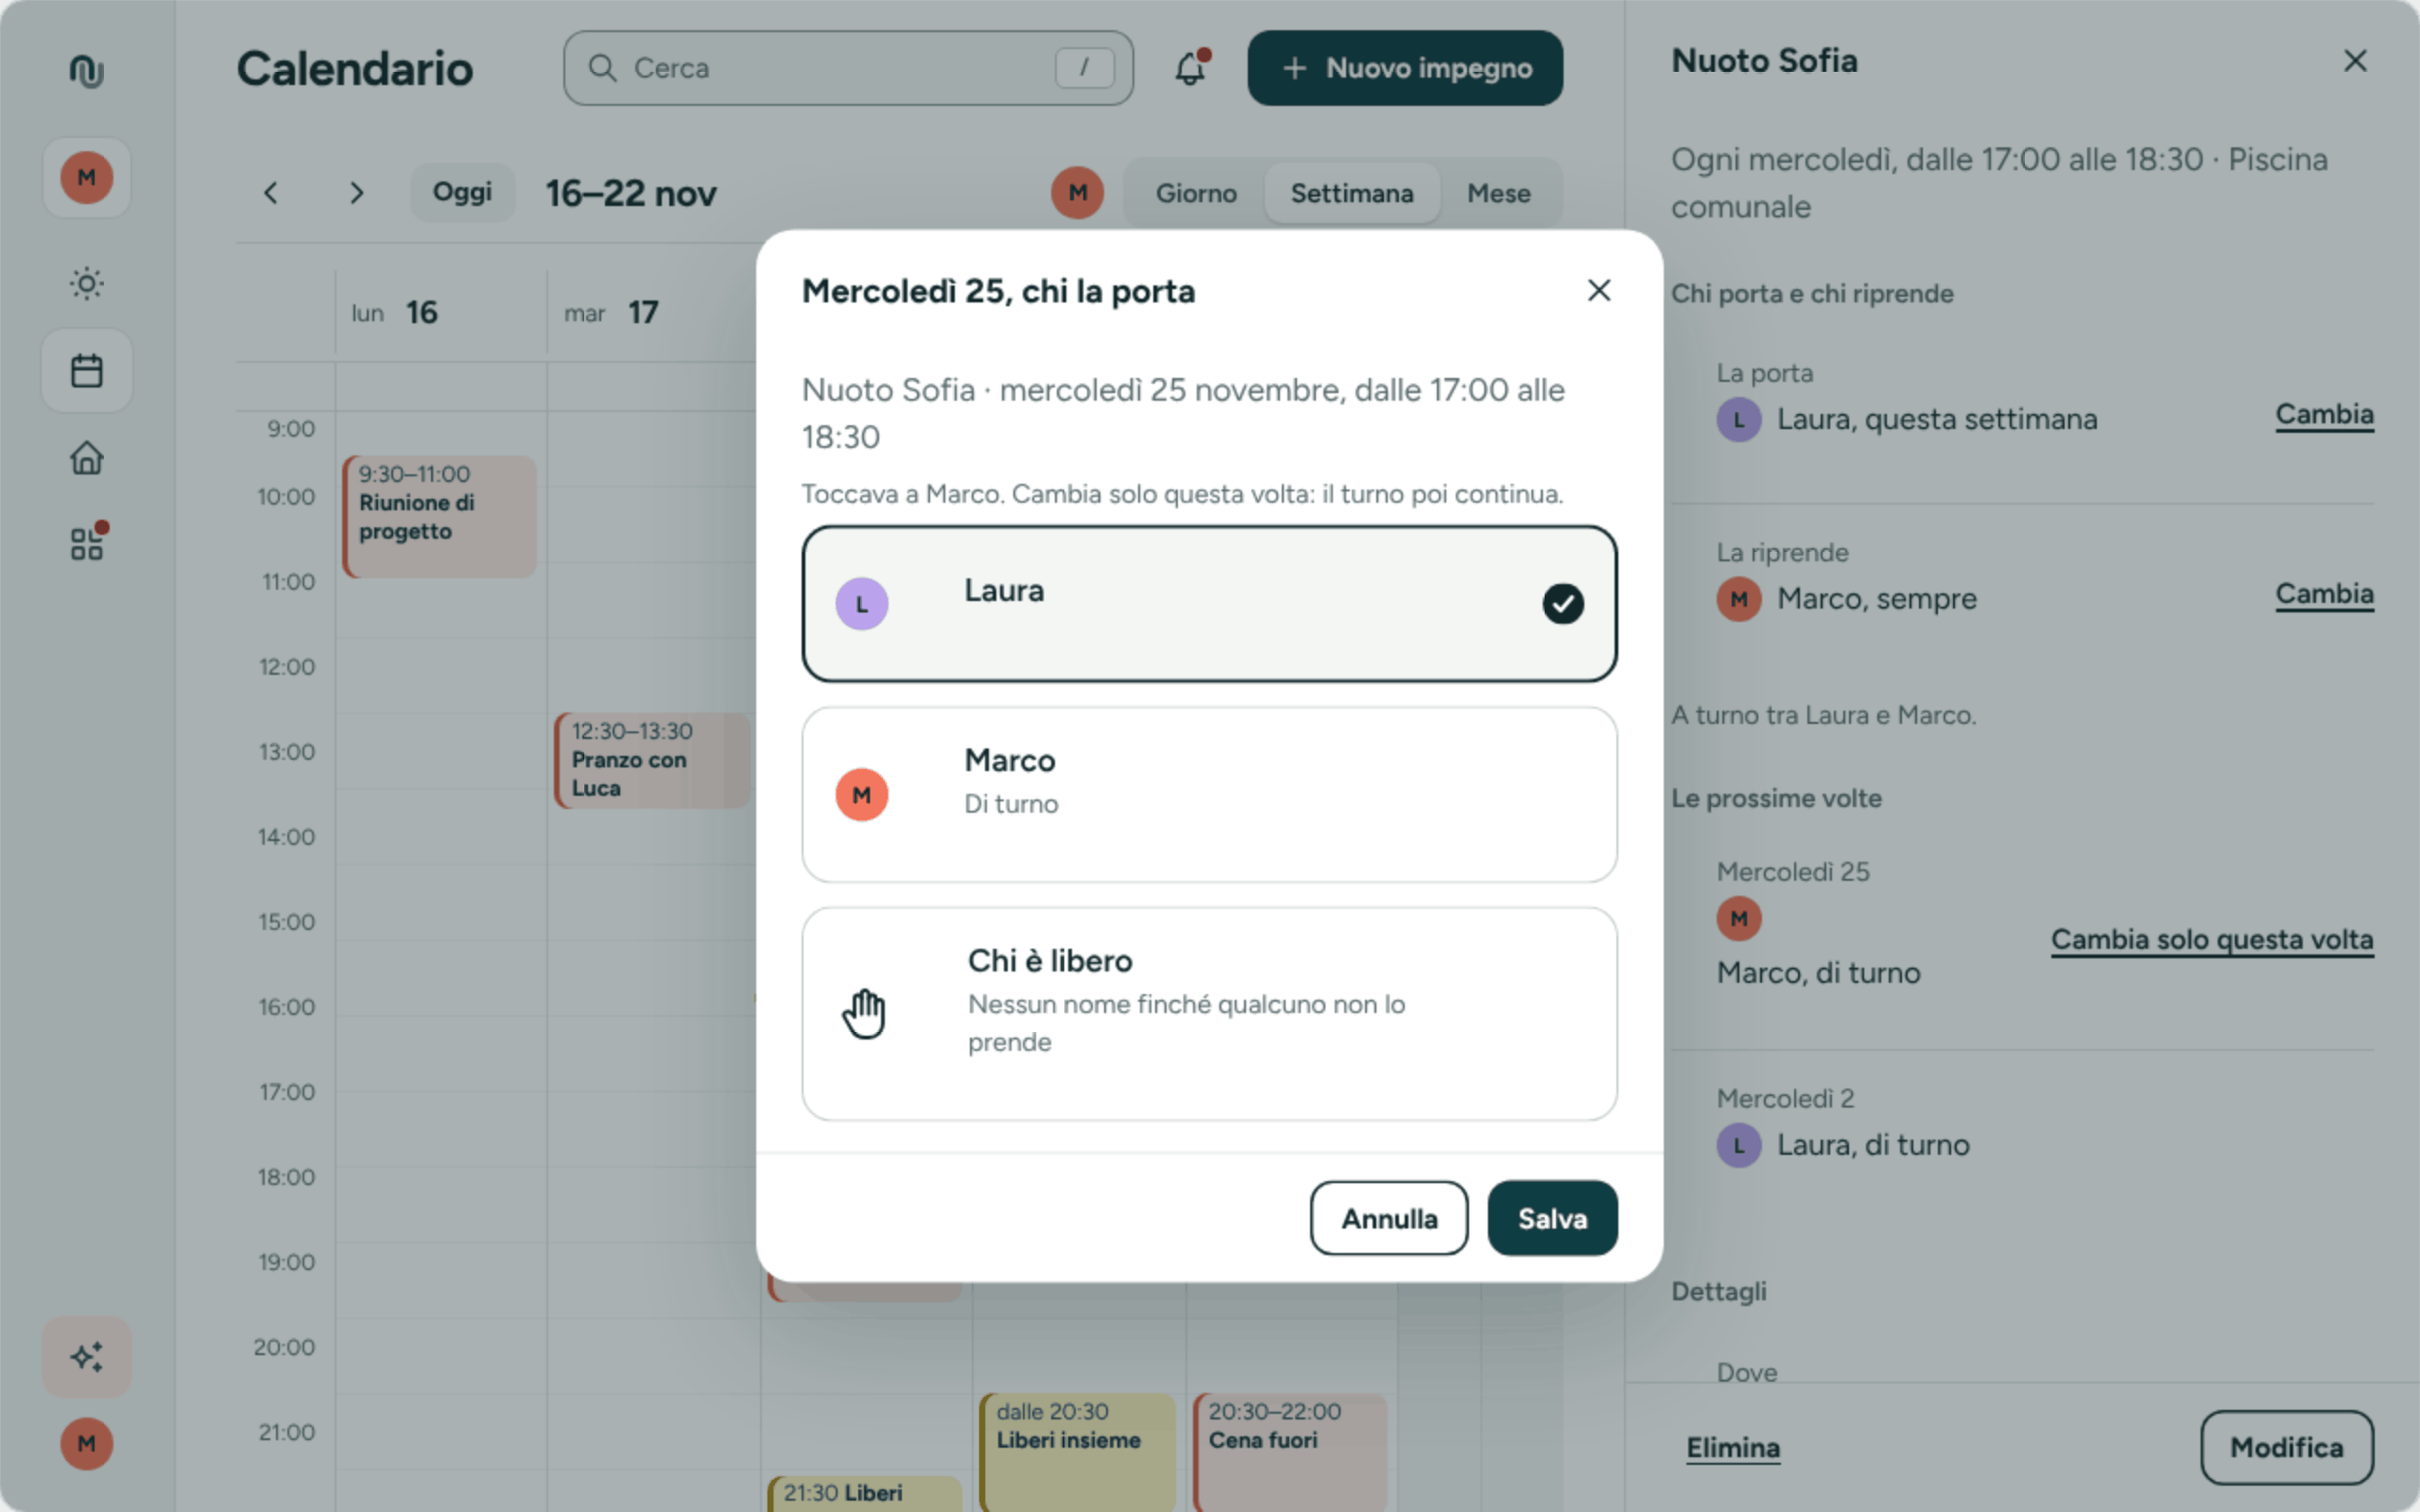 Calendario
Cerca
/
+ Nuovo impegno
M
Oggi
16–22 nov
M
Giorno
Settimana
Mese
lun 16
mar 17
9:00
10:00
11:00
12:00
13:00
14:00
15:00
16:00
17:00
18:00
19:00
20:00
21:00
9:30–11:00
Riunione di
progetto
12:30–13:30
Pranzo con
Luca
21:30 Liberi
dalle 20:30
Liberi insieme
20:30–22:00
Cena fuori
M
Mercoledì 25, chi la porta
Nuoto Sofia · mercoledì 25 novembre, dalle 17:00 alle
18:30
Toccava a Marco. Cambia solo questa volta: il turno poi continua.
L
Laura
M
Marco
Di turno
Chi è libero
Nessun nome finché qualcuno non lo
prende
Annulla
Salva
Nuoto Sofia
Ogni mercoledì, dalle 17:00 alle 18:30 · Piscina
comunale
Chi porta e chi riprende
La porta
L Laura, questa settimana
Cambia
La riprende
M Marco, sempre
Cambia
A turno tra Laura e Marco.
Le prossime volte
Mercoledì 25
M
Marco, di turno
Cambia solo questa volta
Mercoledì 2
L Laura, di turno
Dettagli
Dove
Elimina
Modifica